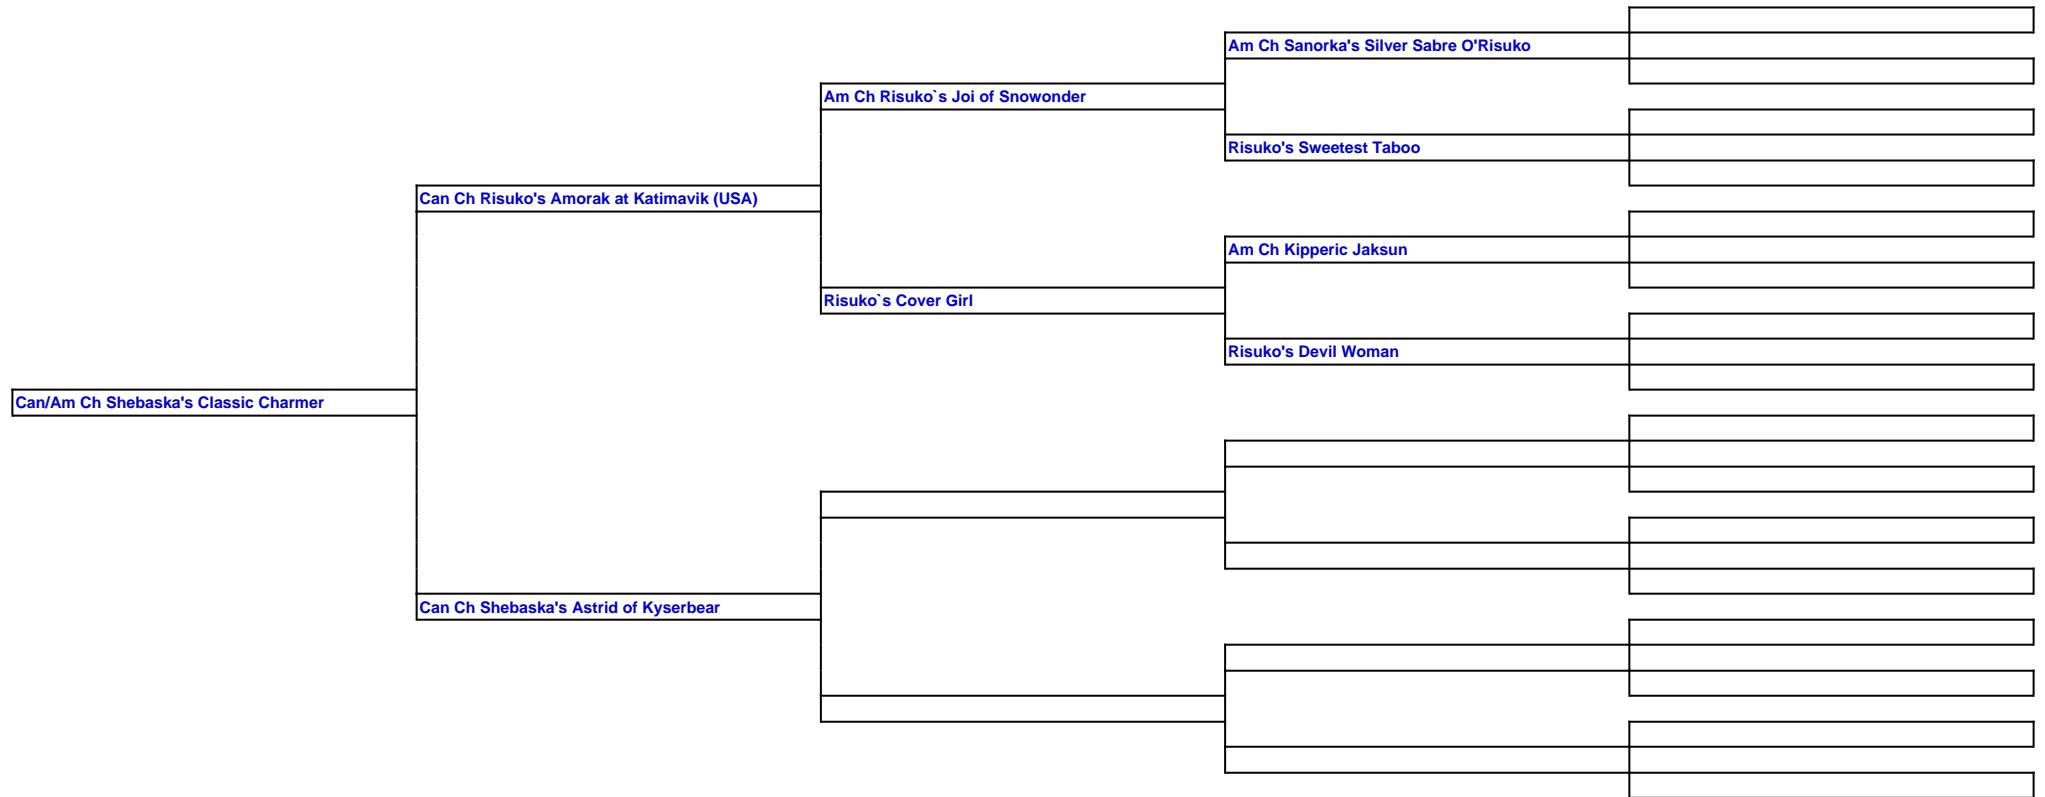 Am Ch Sanorka's Silver Sabre O'Risuko
Am Ch Risuko`s Joi of Snowonder
Risuko's Sweetest Taboo
Can Ch Risuko's Amorak at Katimavik (USA)
Am Ch Kipperic Jaksun
Risuko`s Cover Girl
Risuko's Devil Woman
Can/Am Ch Shebaska's Classic Charmer
Can Ch Shebaska's Astrid of Kyserbear